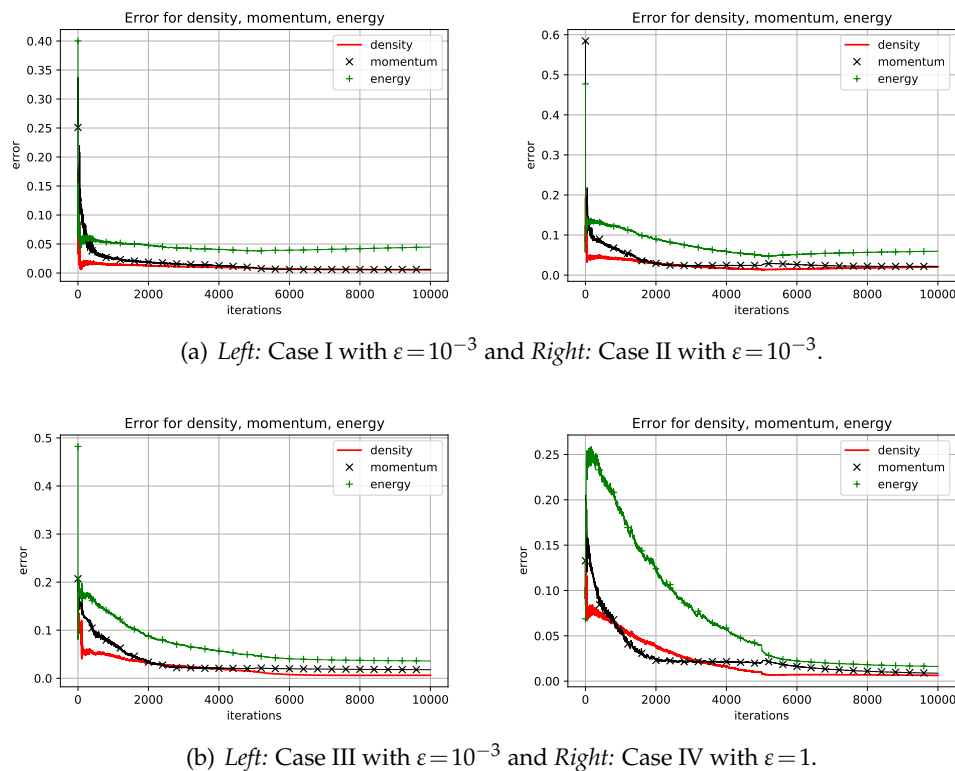 Error for density, momentum, energy
0.40
0.35
0.30
0.25
0.20
0.15
0.10
0.05
0.00
error
density
momentum
energy
0 2000 4000 6000 8000 10000
iterations
Error for density, momentum, energy
0.6
0.5
0.4
0.3
0.2
0.1
0.0
error
density
momentum
energy
0 2000 4000 6000 8000 10000
iterations
(a) Left: Case I with ε=10⁻³ and Right: Case II with ε=10⁻³.
Error for density, momentum, energy
0.5
0.4
0.3
0.2
0.1
0.0
error
density
momentum
energy
0 2000 4000 6000 8000 10000
iterations
Error for density, momentum, energy
0.25
0.20
0.15
0.10
0.05
0.00
error
density
momentum
energy
0 2000 4000 6000 8000 10000
iterations
(b) Left: Case III with ε=10⁻³ and Right: Case IV with ε=1.